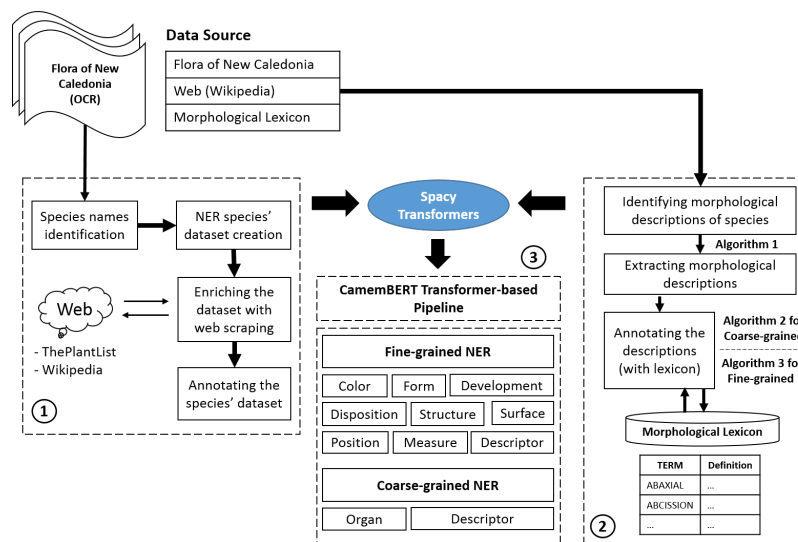 Flora of New
Caledonia
(OCR)
Data Source
Flora of New Caledonia
Web (Wikipedia)
Morphological Lexicon
Species names
identification
NER species'
dataset creation
Web
- ThePlantList
- Wikipedia
Enriching the
dataset with
web scraping
Annotating the
species' dataset
1
Spacy
Transformers
3
CamemBERT Transformer-based
Pipeline
Fine-grained NER
Color
Form
Development
Disposition
Structure
Surface
Position
Measure
Descriptor
Coarse-grained NER
Organ
Descriptor
Identifying morphological
descriptions of species
Algorithm 1
Extracting morphological
descriptions
Annotating the
descriptions
(with lexicon)
Algorithm 2 fo
Coarse-grained
Algorithm 3 fo
Fine-grained
Morphological Lexicon
TERM Definition
ABAXIAL ...
ABCISSION ...
... ...
2